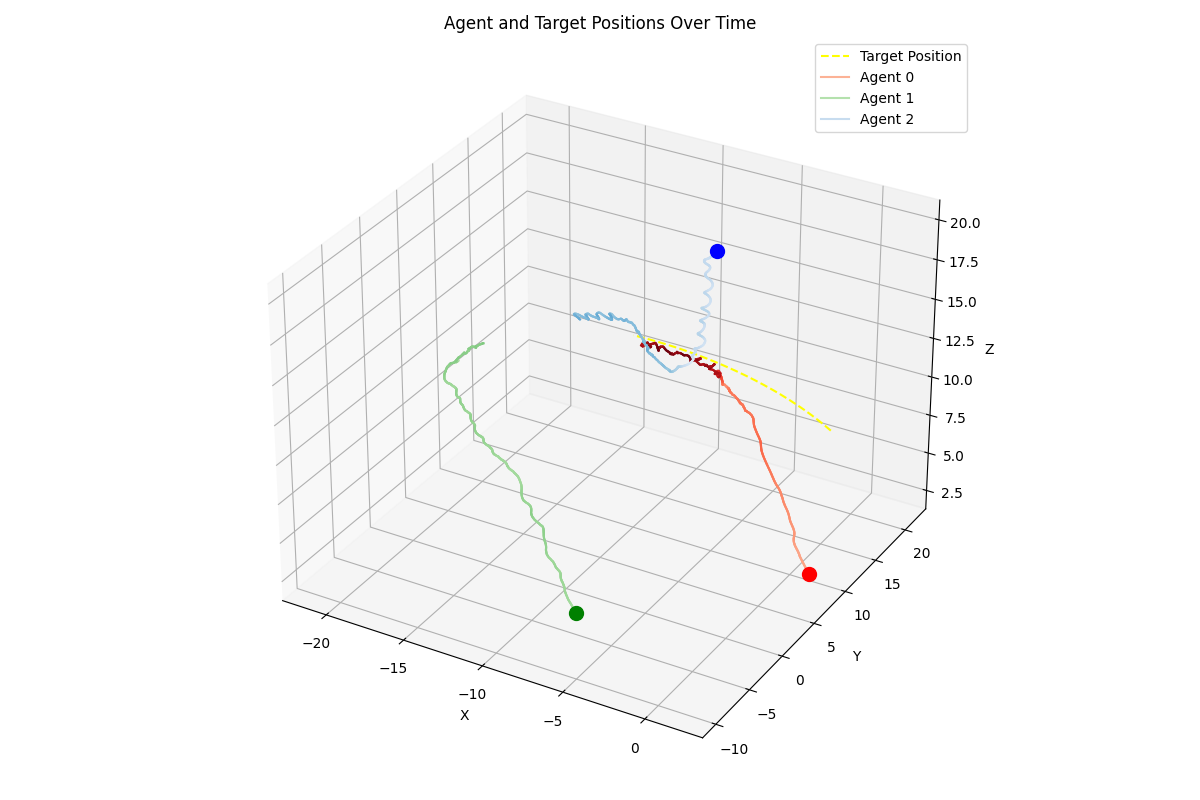 Agent and Target Positions Over Time
Target Position
Agent 0
Agent 1
Agent 2
20.0
17.5
15.0
12.5
10.0
7.5
5.0
2.5
Z
20
15
10
5
0
−5
−10
Y
−20
−15
−10
−5
0
X